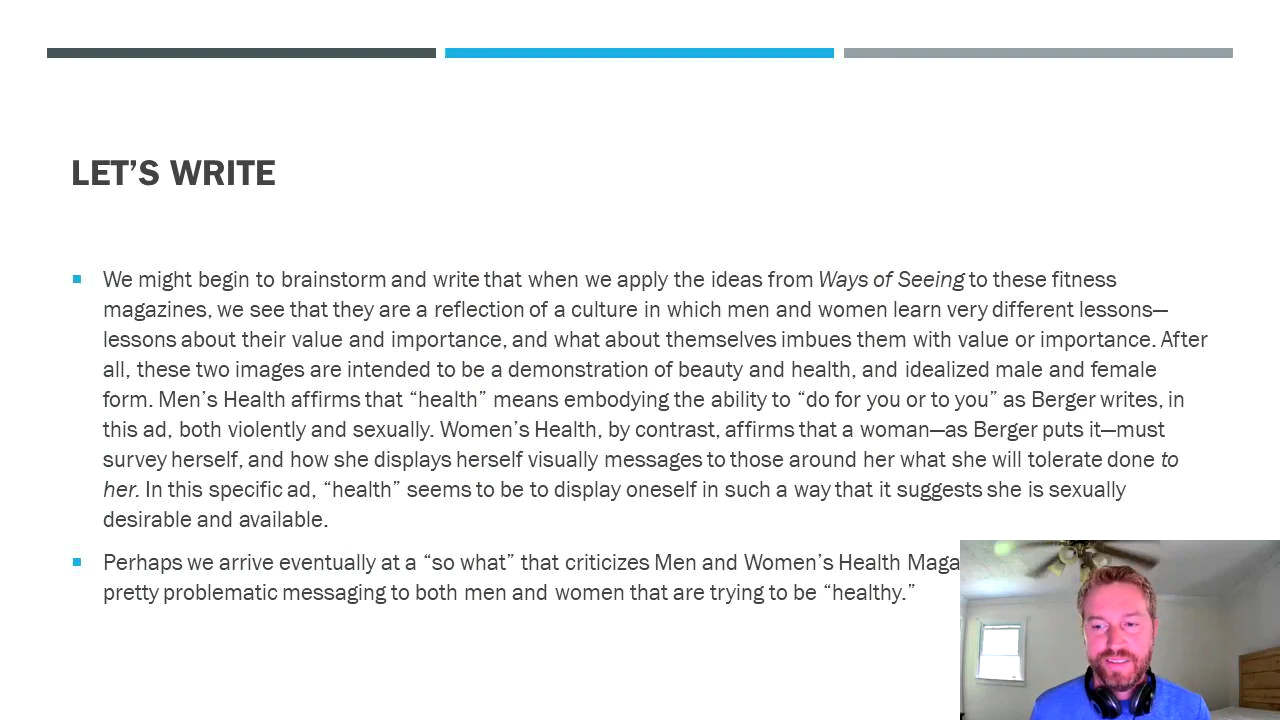 LET’S WRITE
We might begin to brainstorm and write that when we apply the ideas from Ways of Seeing to these fitness
magazines, we see that they are a reflection of a culture in which men and women learn very different lessons—
lessons about their value and importance, and what about themselves imbues them with value or importance. After
all, these two images are intended to be a demonstration of beauty and health, and idealized male and female
form. Men’s Health affirms that “health” means embodying the ability to “do for you or to you” as Berger writes, in
this ad, both violently and sexually. Women’s Health, by contrast, affirms that a woman—as Berger puts it—must
survey herself, and how she displays herself visually messages to those around her what she will tolerate done to
her. In this specific ad, “health” seems to be to display oneself in such a way that it suggests she is sexually
desirable and available.
Perhaps we arrive eventually at a “so what” that criticizes Men and Women’s Health Maga
pretty problematic messaging to both men and women that are trying to be “healthy.”